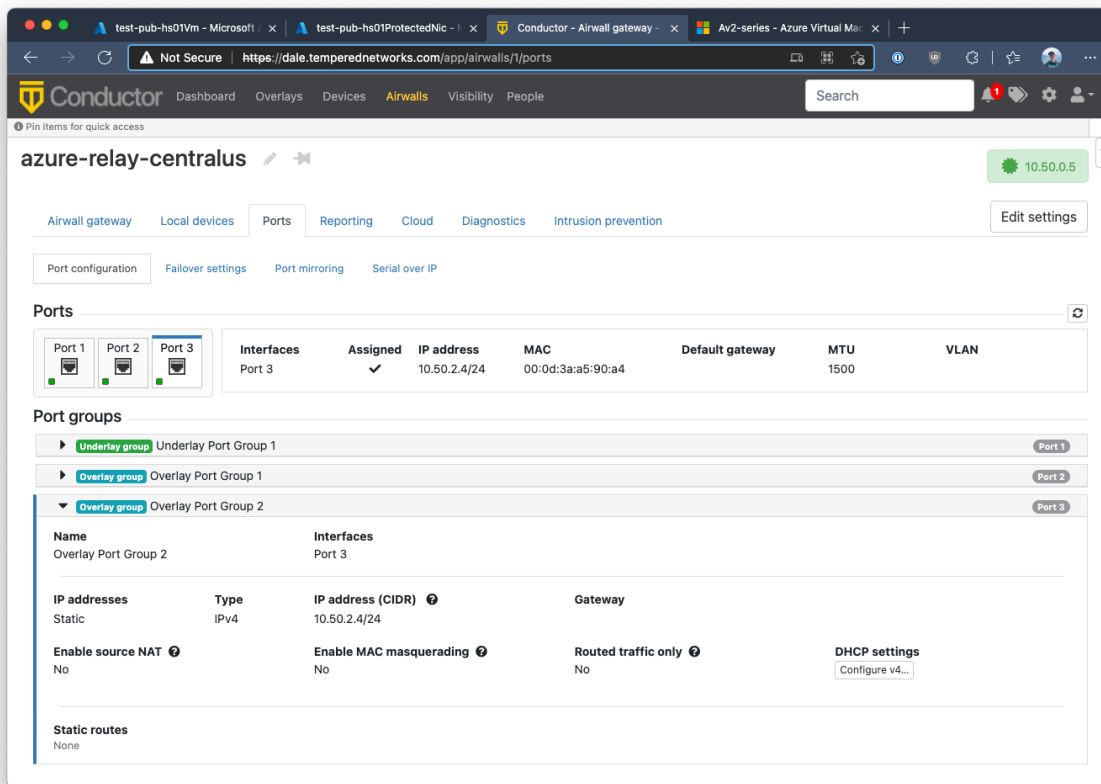 test-pub-hs01Vm - Microsoft
test-pub-hs01ProtectedNic -
Conductor - Airwall gateway -
Av2-series - Azure Virtual Mac
Not Secure | https://dale.temperednetworks.com/app/airwalls/1/ports
Conductor Dashboard Overlays Devices Airwalls Visibility People Search 1
Pin items for quick access
azure-relay-centralus
10.50.0.5
Airwall gateway Local devices Ports Reporting Cloud Diagnostics Intrusion prevention Edit settings
Port configuration Failover settings Port mirroring Serial over IP
Ports
Port 1 Port 2 Port 3
Interfaces Assigned IP address MAC Default gateway MTU VLAN
Port 3 10.50.2.4/24 00:0d:3a:a5:90:a4 1500
Port groups
Underlay group Underlay Port Group 1 Port 1
Overlay group Overlay Port Group 1 Port 2
Overlay group Overlay Port Group 2 Port 3
Name Interfaces
Overlay Port Group 2 Port 3
IP addresses Type IP address (CIDR) Gateway
Static IPv4 10.50.2.4/24
Enable source NAT Enable MAC masquerading Routed traffic only DHCP settings
No No No Configure v4...
Static routes
None